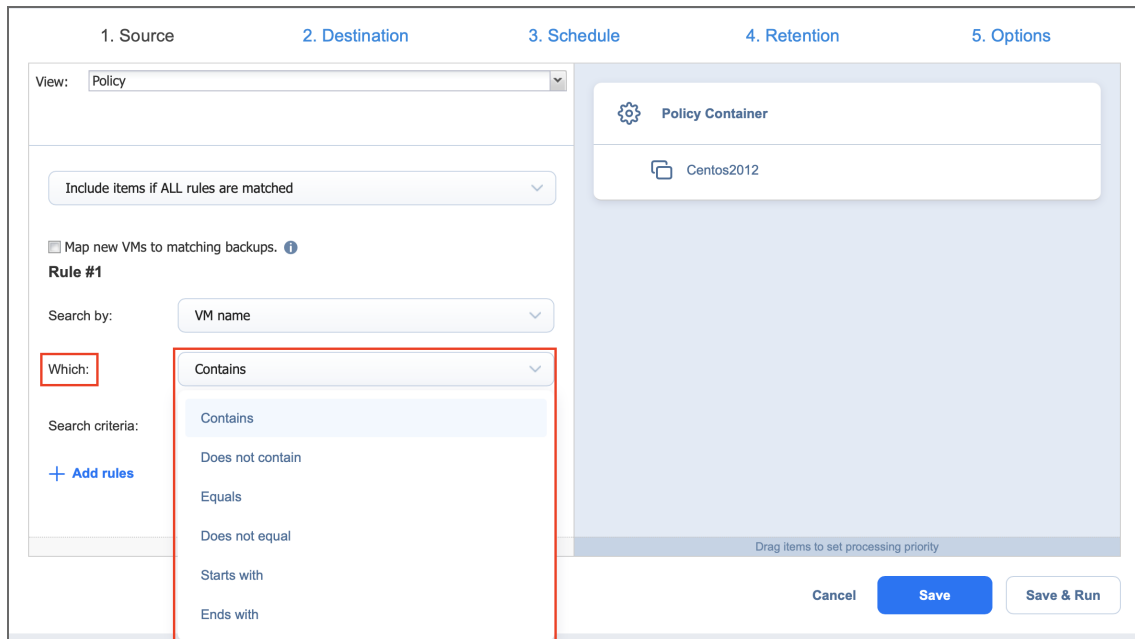 1. Source 2. Destination 3. Schedule 4. Retention 5. Options
View: Policy
Include items if ALL rules are matched
Map new VMs to matching backups.
Rule #1
Search by: VM name
Which: Contains
Contains
Search criteria:
Does not contain
+ Add rules
Equals
Does not equal
Starts with
Ends with
Policy Container
Centos2012
Drag items to set processing priority
Cancel Save Save & Run